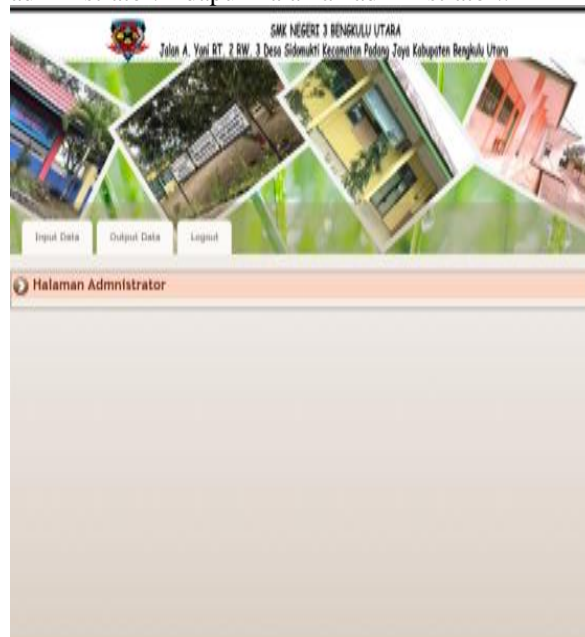 SMK NEGERI 3 BENGKULU UTARA
Jalan A. Yani RT. 2 RW. 3 Desa Sidomukti Kecamatan Padang Jaya Kabupaten Bengkulu Utara
Input Data
Output Data
Logout
Halaman Admnistrator